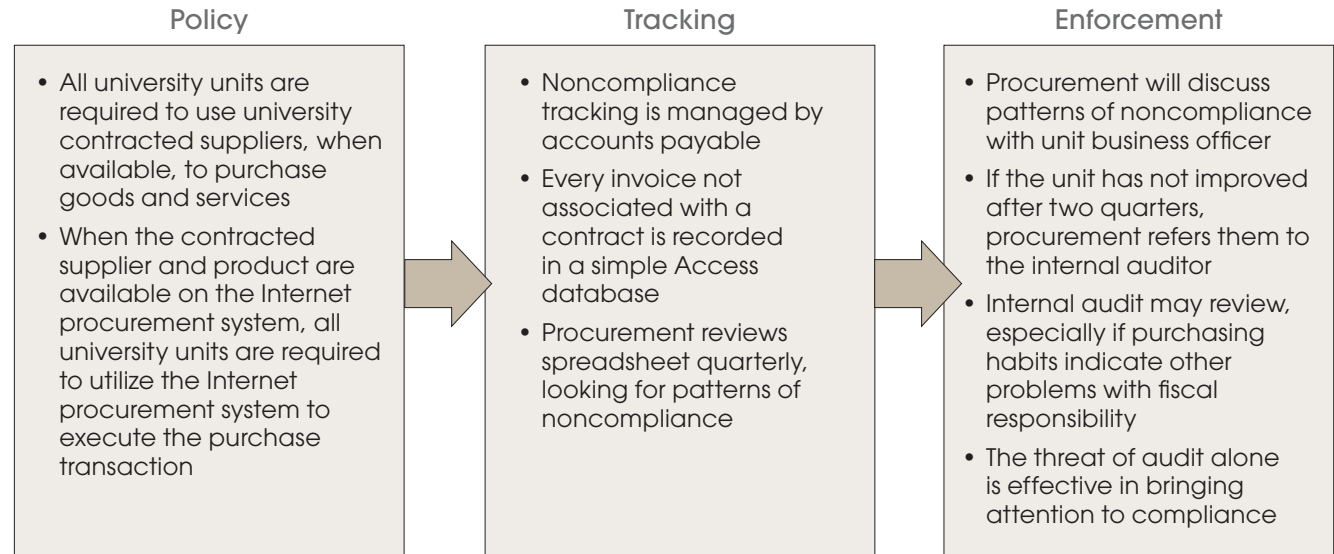 Policy
• All university units are
required to use university
contracted suppliers, when
available, to purchase
goods and services
• When the contracted
supplier and product are
available on the Internet
procurement system, all
university units are required
to utilize the Internet
procurement system to
execute the purchase
transaction
Tracking
• Noncompliance
tracking is managed by
accounts payable
• Every invoice not
associated with a
contract is recorded
in a simple Access
database
• Procurement reviews
spreadsheet quarterly,
looking for patterns of
noncompliance
Enforcement
• Procurement will discuss
patterns of noncompliance
with unit business officer
• If the unit has not improved
after two quarters,
procurement refers them to
the internal auditor
• Internal audit may review,
especially if purchasing
habits indicate other
problems with fiscal
responsibility
• The threat of audit alone
is effective in bringing
attention to compliance